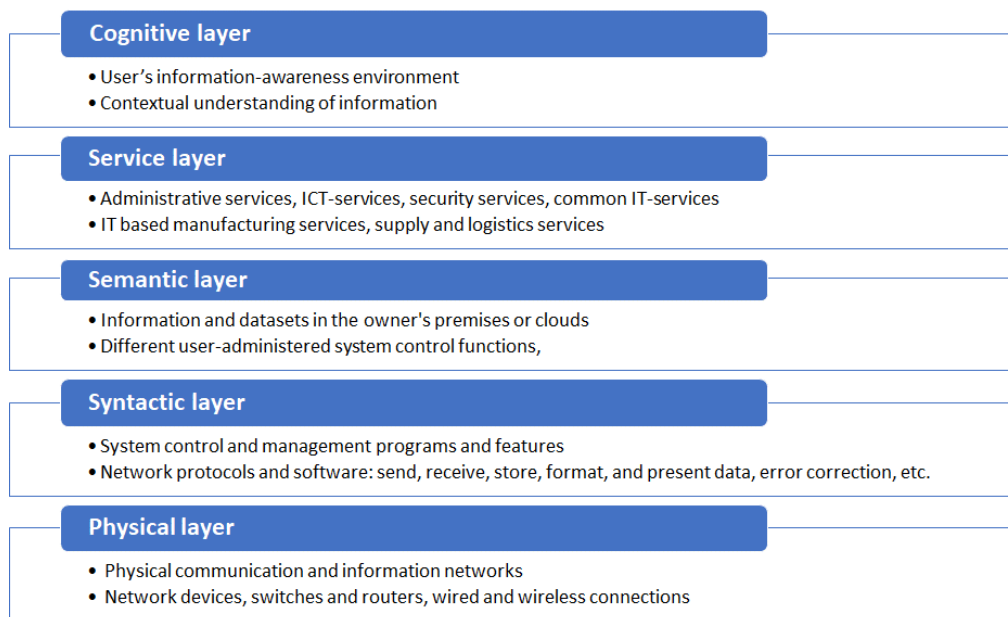 Cognitive layer
• User’s information-awareness environment
• Contextual understanding of information
Service layer
• Administrative services, ICT-services, security services, common IT-services
• IT based manufacturing services, supply and logistics services
Semantic layer
• Information and datasets in the owner's premises or clouds
• Different user-administered system control functions,
Syntactic layer
• System control and management programs and features
• Network protocols and software: send, receive, store, format, and present data, error correction, etc.
Physical layer
• Physical communication and information networks
• Network devices, switches and routers, wired and wireless connections